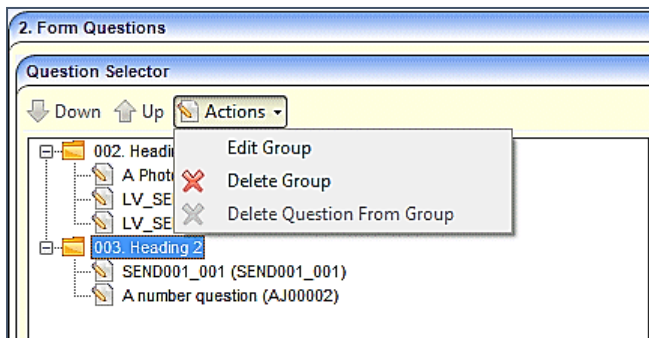 2. Form Questions
Question Selector
Down Up Actions
002. Headi
Edit Group
A Phot
Delete Group
LV_SE
Delete Question From Group
LV_SE
003. Heading 2
SEND001_001 (SEND001_001)
A number question (AJ00002)